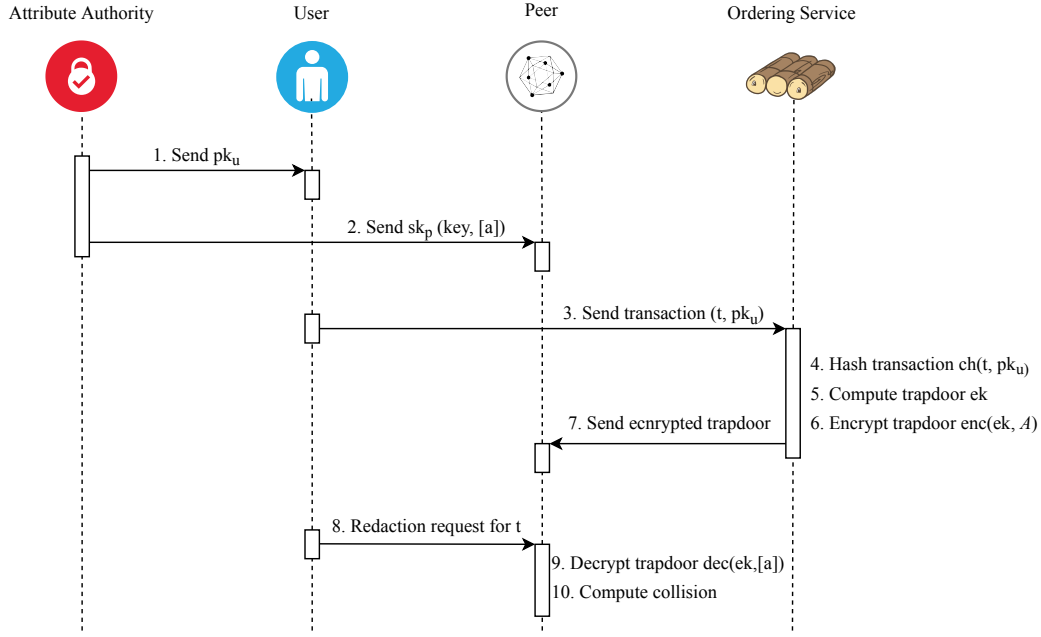 Attribute Authority
User
Peer
Ordering Service
1. Send pku
2. Send skp (key, [a])
3. Send transaction (t, pku)
4. Hash transaction ch(t, pku)
5. Compute trapdoor ek
6. Encrypt trapdoor enc(ek, A)
7. Send ecnrypted trapdoor
8. Redaction request for t
9. Decrypt trapdoor dec(ek,[a])
10. Compute collision